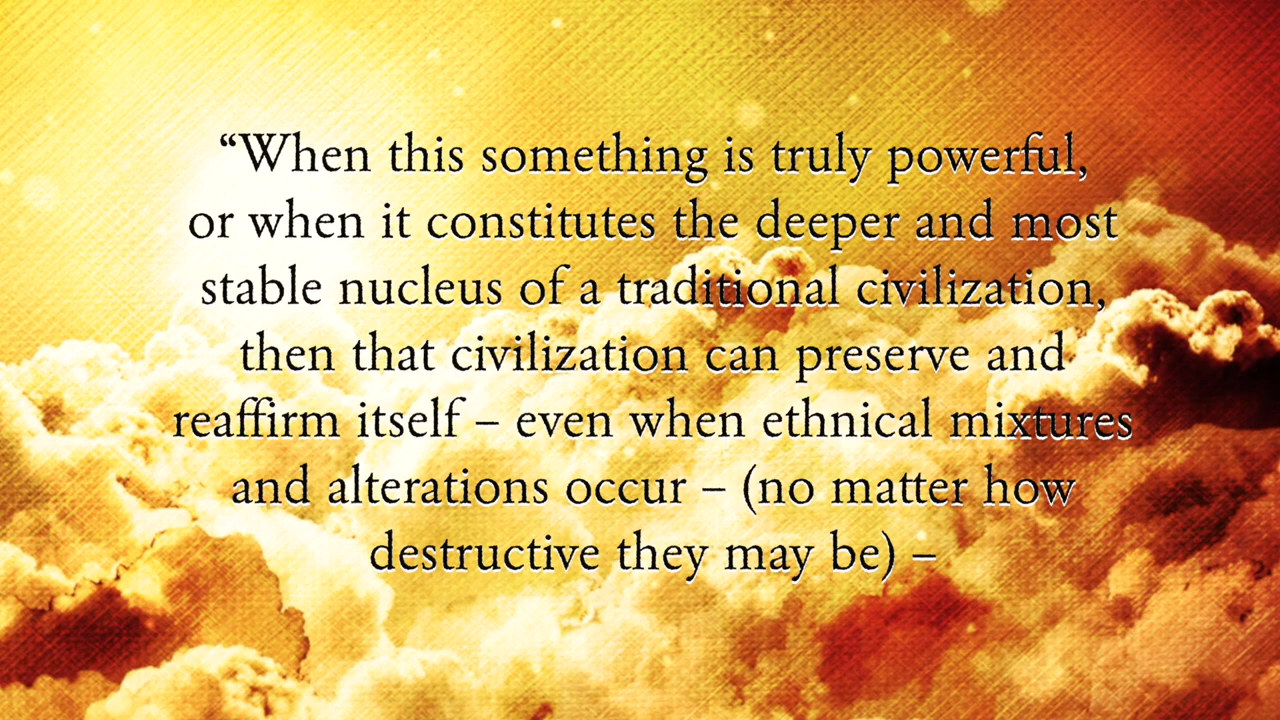 “When this something is truly powerful,
or when it constitutes the deeper and most
stable nucleus of a traditional civilization,
then that civilization can preserve and
reaffirm itself – even when ethnical mixtures
and alterations occur – (no matter how
destructive they may be) –